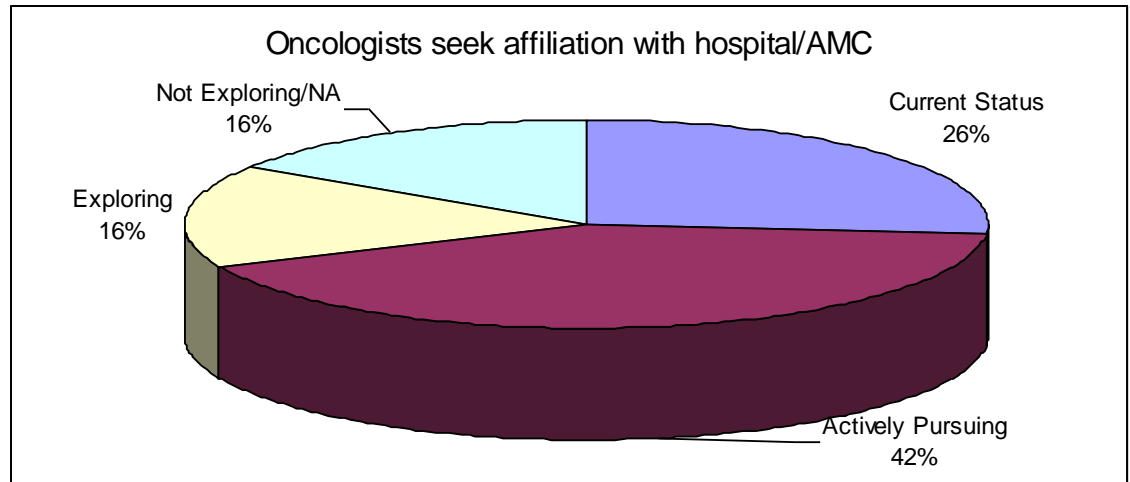 Oncologists seek affiliation with hospital/AMC
Not Exploring/NA
16%
Current Status
26%
Exploring
16%
Actively Pursuing
42%